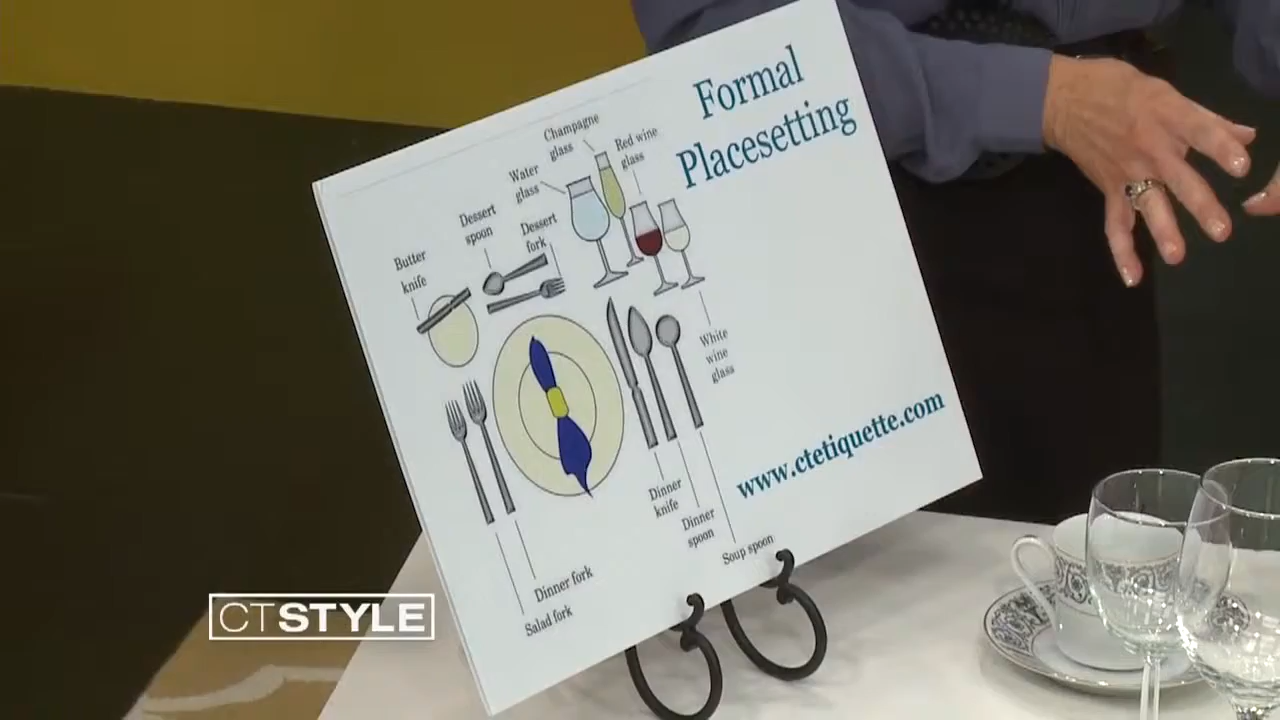 Formal
Placesetting
Champagne
glass
Red wine
glass
Water
glass
Dessert
spoon
Dessert
fork
Butter
knife
White
wine
glass
www.ctetiquette.com
Dinner
knife
Dinner
spoon
Soup spoon
Dinner fork
Salad fork
CTSTYLE